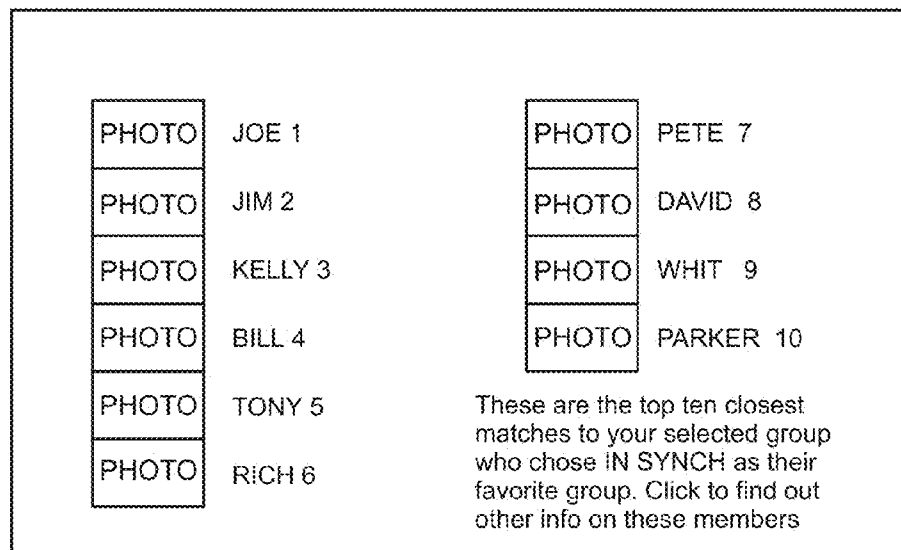 PHOTO JOE 1
PHOTO JIM 2
PHOTO KELLY 3
PHOTO BILL 4
PHOTO TONY 5
PHOTO RICH 6
PHOTO PETE 7
PHOTO DAVID 8
PHOTO WHIT 9
PHOTO PARKER 10
These are the top ten closest
matches to your selected group
who chose IN SYNCH as their
favorite group. Click to find out
other info on these members